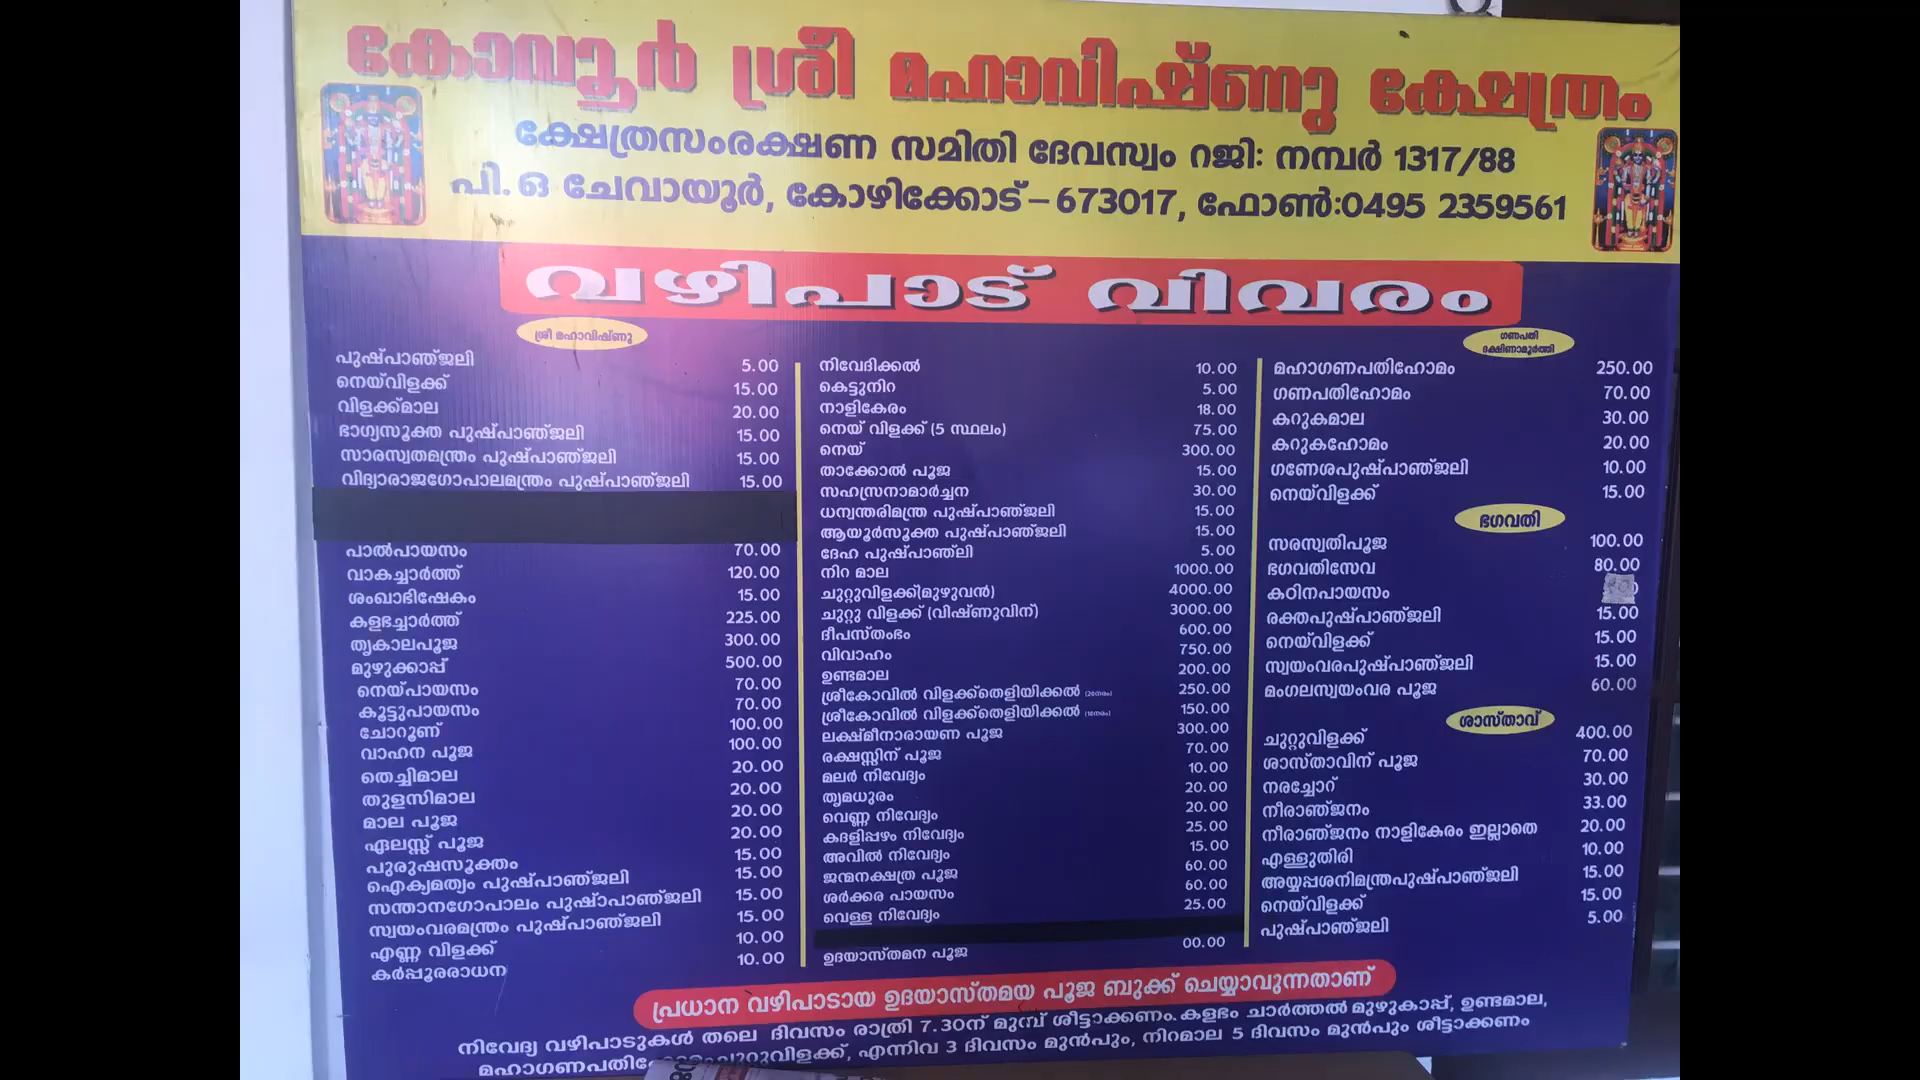 കോവൂർ ശ്രീ മഹാവിഷ്ണു ക്ഷേത്രം
ക്ഷേത്രസംരക്ഷണ സമിതി ദേവസ്വം റജി: നമ്പർ 1317/88
പി.ഒ ചേവായൂർ, കോഴിക്കോട് – 673017, ഫോൺ:0495 2359561
വഴിപാട് വിവരം
ശ്രീ മഹാവിഷ്ണു
പുഷ്പാഞ്ജലി 5.00
നെയ്‌വിളക്ക് 15.00
വിളക്ക്മാല 20.00
ഭാഗ്യസൂക്ത പുഷ്പാഞ്ജലി 15.00
സാരസ്വതമന്ത്രം പുഷ്പാഞ്ജലി 15.00
വിദ്യാരാജഗോപാലമന്ത്രം പുഷ്പാഞ്ജലി 15.00
പാൽപായസം 70.00
വാകച്ചാർത്ത് 120.00
ശംഖാഭിഷേകം 15.00
കളഭച്ചാർത്ത് 225.00
തൃകാലപൂജ 300.00
മുഴുക്കാപ്പ് 500.00
നെയ്പായസം 70.00
കൂട്ടുപായസം 70.00
ചോറൂണ് 100.00
വാഹന പൂജ 100.00
തെച്ചിമാല 20.00
തുളസിമാല 20.00
മാല പൂജ 20.00
ഏലസ്സ് പൂജ 20.00
പുരുഷസൂക്തം 15.00
ഐക്യമത്യം പുഷ്പാഞ്ജലി 15.00
സന്താനഗോപാലം പുഷ്പാഞ്ജലി 15.00
സ്വയംവരമന്ത്രം പുഷ്പാഞ്ജലി 15.00
എണ്ണ വിളക്ക് 10.00
കർപ്പൂരരാധന 10.00
നിവേദിക്കൽ 10.00
കെട്ടുനിറ 5.00
നാളികേരം 18.00
നെയ് വിളക്ക് (5 സ്ഥലം) 75.00
നെയ് 300.00
താക്കോൽ പൂജ 15.00
സഹസ്രനാമാർച്ചന 30.00
ധന്വന്തരിമന്ത്ര പുഷ്പാഞ്ജലി 15.00
ആയൂർസൂക്ത പുഷ്പാഞ്ജലി 15.00
ദേഹ പുഷ്പാഞ്ലി 5.00
നിറ മാല 1000.00
ചുറ്റുവിളക്ക്(മുഴുവൻ) 4000.00
ചുറ്റു വിളക്ക് (വിഷ്ണുവിന്) 3000.00
ദീപസ്തംഭം 600.00
വിവാഹം 750.00
ഉണ്ടമാല 200.00
ശ്രീകോവിൽ വിളക്ക്തെളിയിക്കൽ 250.00
ശ്രീകോവിൽ വിളക്ക്തെളിയിക്കൽ 150.00
ലക്ഷ്മീനാരായണ പൂജ 300.00
രക്ഷസ്സിന് പൂജ 70.00
മലർ നിവേദ്യം 10.00
തൃമധുരം 20.00
വെണ്ണ നിവേദ്യം 20.00
കദളിപ്പഴം നിവേദ്യം 25.00
അവിൽ നിവേദ്യം 15.00
ജന്മനക്ഷത്ര പൂജ 60.00
ശർക്കര പായസം 60.00
വെള്ള നിവേദ്യം 25.00
ഉദയാസ്തമന പൂജ 00.00
ഗണപതി
ദക്ഷിണാമൂർത്തി
മഹാഗണപതിഹോമം 250.00
ഗണപതിഹോമം 70.00
കറുകമാല 30.00
കറുകഹോമം 20.00
ഗണേശപുഷ്പാഞ്ജലി 10.00
നെയ്‌വിളക്ക് 15.00
ഭഗവതി
സരസ്വതിപൂജ 100.00
ഭഗവതിസേവ 80.00
കഠിനപായസം
രക്തപുഷ്പാഞ്ജലി 15.00
നെയ്‌വിളക്ക് 15.00
സ്വയംവരപുഷ്പാഞ്ജലി 15.00
മംഗലസ്വയംവര പൂജ 60.00
ശാസ്താവ്
ചുറ്റുവിളക്ക് 400.00
ശാസ്താവിന് പൂജ 70.00
നരച്ചോറ് 30.00
നീരാഞ്ജനം 33.00
നീരാഞ്ജനം നാളികേരം ഇല്ലാതെ 20.00
എള്ളുതിരി 10.00
അയ്യപ്പശനിമന്ത്രപുഷ്പാഞ്ജലി 15.00
നെയ്‌വിളക്ക് 15.00
പുഷ്പാഞ്ജലി 5.00
പ്രധാന വഴിപാടായ ഉദയാസ്തമയ പൂജ ബുക്ക് ചെയ്യാവുന്നതാണ്
നിവേദ്യ വഴിപാടുകൾ തലെ ദിവസം രാത്രി 7.30ന് മുമ്പ് ശീട്ടാക്കണം. കളഭം ചാർത്തൽ മുഴുകാപ്പ്, ഉണ്ടമാല,
ചുറ്റുവിളക്ക്, എന്നിവ 3 ദിവസം മുൻപും, നിറമാല 5 ദിവസം മുൻപും ശീട്ടാക്കണം